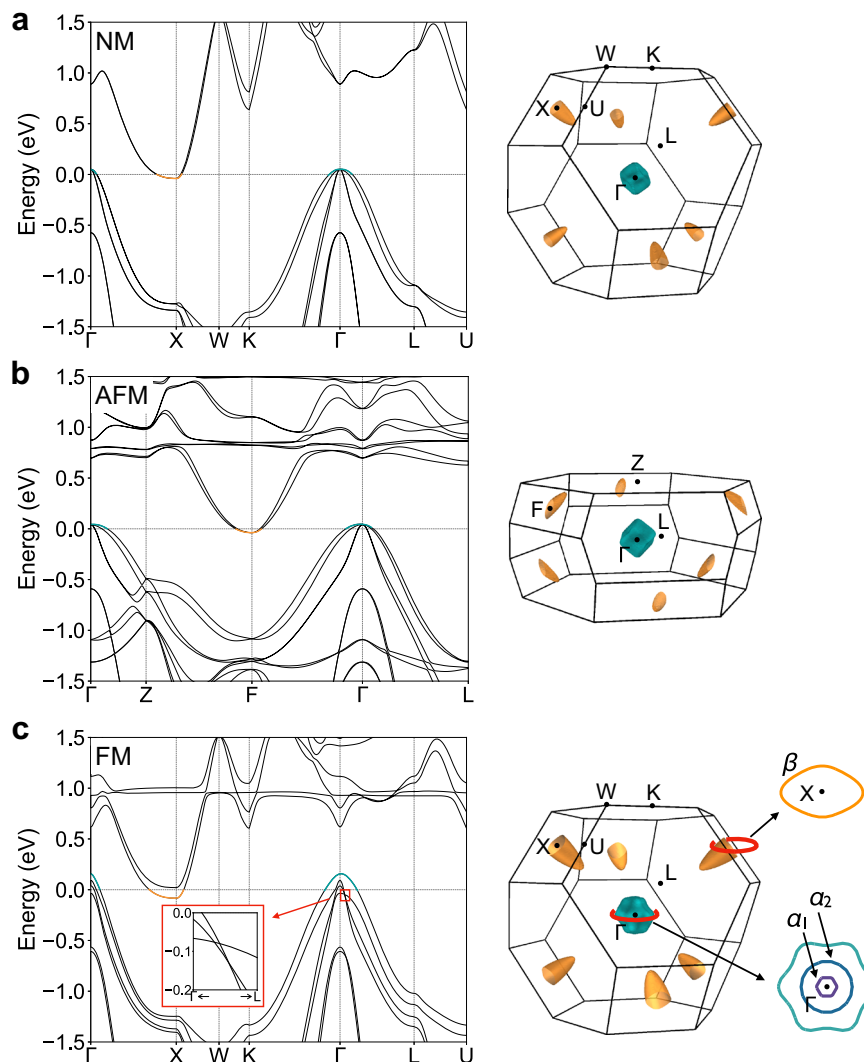 a
NM
1.5
1.0
0.5
0.0
−0.5
−1.0
−1.5
Energy (eV)
Γ X W K Γ L U
W K
X U
L
Γ
b
AFM
1.5
1.0
0.5
0.0
−0.5
−1.0
−1.5
Energy (eV)
Γ Z F Γ L
Z
F
L
Γ
c
FM
1.5
1.0
0.5
0.0
−0.5
−1.0
−1.5
Energy (eV)
0.0
−0.1
−0.2
Γ ← → L
Γ X W K Γ L U
W K
X U
L
Γ
β
X
α1 α2
Γ